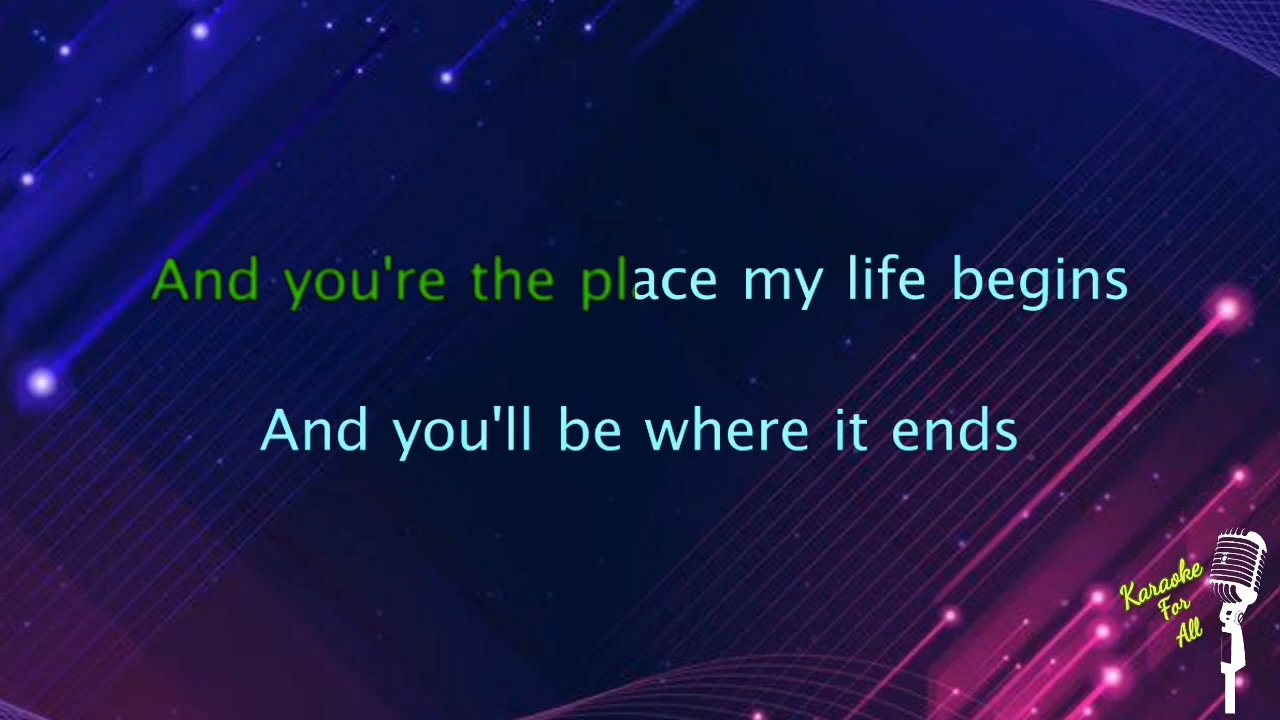 And you're the place my life begins
And you'll be where it ends
Karaoke
For
All